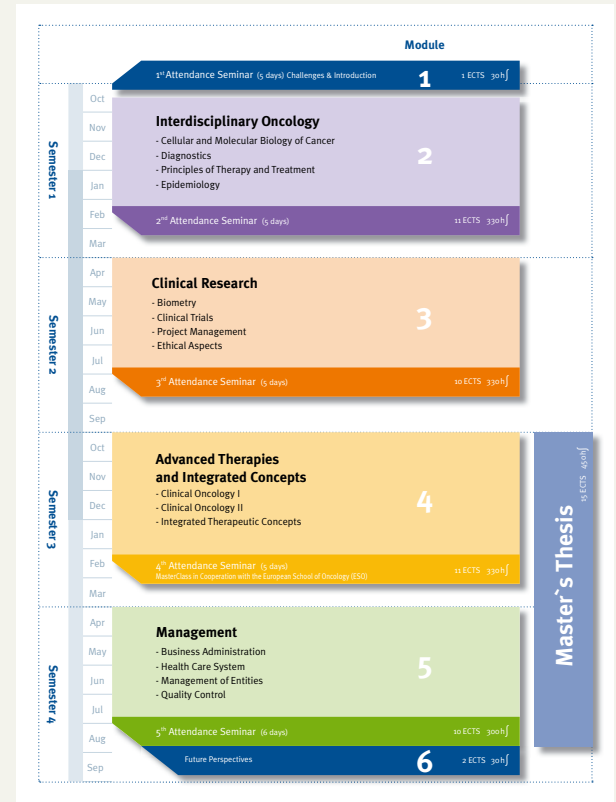 Module
1st Attendance Seminar (5 days) Challenges & Introduction 1 1 ECTS 30h∫
Semester 1
Oct
Nov
Dec
Jan
Feb
Mar
Interdisciplinary Oncology
- Cellular and Molecular Biology of Cancer
- Diagnostics
- Principles of Therapy and Treatment
- Epidemiology
2
2nd Attendance Seminar (5 days) 11 ECTS 330h∫
Semester 2
Apr
May
Jun
Jul
Aug
Sep
Clinical Research
- Biometry
- Clinical Trials
- Project Management
- Ethical Aspects
3
3rd Attendance Seminar (5 days) 10 ECTS 330h∫
Semester 3
Oct
Nov
Dec
Jan
Feb
Mar
Advanced Therapies
and Integrated Concepts
- Clinical Oncology I
- Clinical Oncology II
- Integrated Therapeutic Concepts
4
4th Attendance Seminar (5 days) 11 ECTS 330h∫
MasterClass in Cooperation with the European School of Oncology (ESO)
Semester 4
Apr
May
Jun
Jul
Aug
Sep
Management
- Business Administration
- Health Care System
- Management of Entities
- Quality Control
5
5th Attendance Seminar (6 days) 10 ECTS 300h∫
Future Perspectives 6 2 ECTS 30h∫
Master`s Thesis
15 ECTS 450h∫